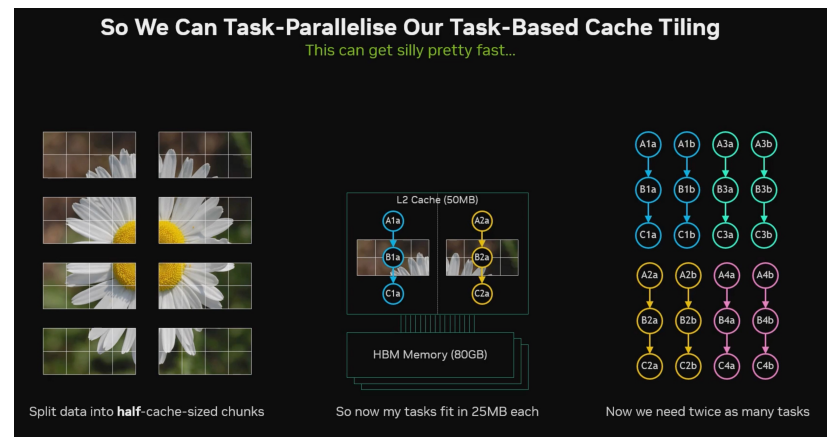 So We Can Task-Parallelise Our Task-Based Cache Tiling
This can get silly pretty fast...
L2 Cache (50MB)
A1a A2a
B1a B2a
C1a C2a
HBM Memory (80GB)
A1a A1b A3a A3b
B1a B1b B3a B3b
C1a C1b C3a C3b
A2a A2b A4a A4b
B2a B2b B4a B4b
C2a C2b C4a C4b
Split data into half-cache-sized chunks
So now my tasks fit in 25MB each
Now we need twice as many tasks